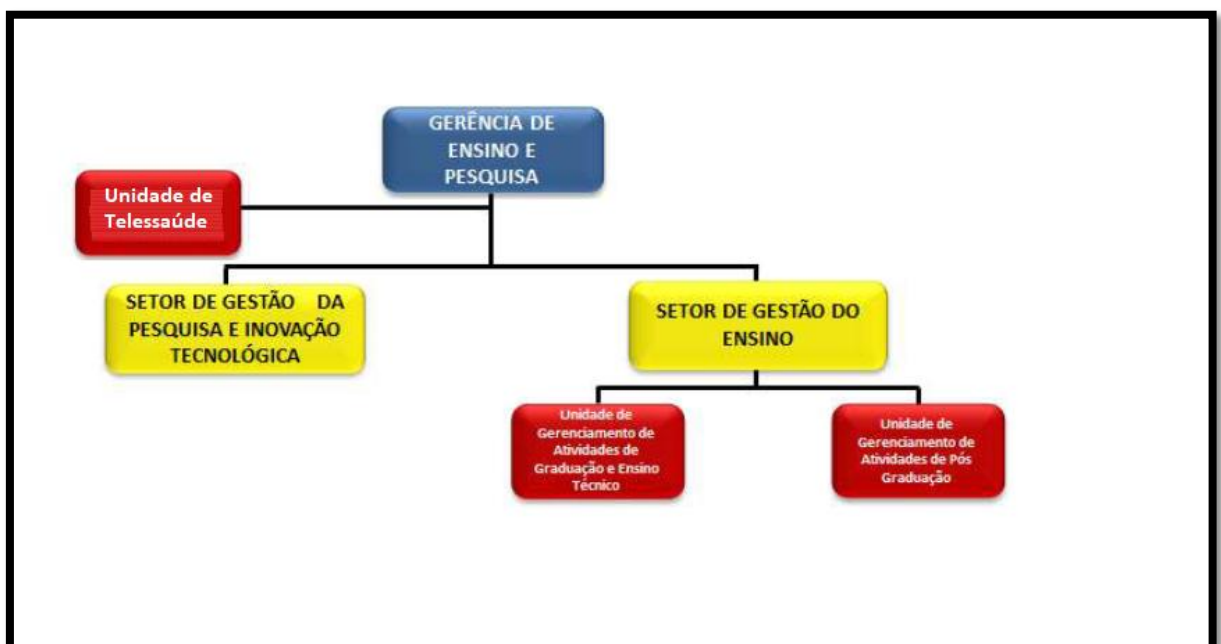 GERÊNCIA DE
ENSINO E
PESQUISA
Unidade de
Telessaúde
SETOR DE GESTÃO DA
PESQUISA E INOVAÇÃO
TECNOLÓGICA
SETOR DE GESTÃO DO
ENSINO
Unidade de
Gerenciamento de
Atividades de
Graduação e Ensino
Técnico
Unidade de
Gerenciamento de
Atividades de Pós
Graduação